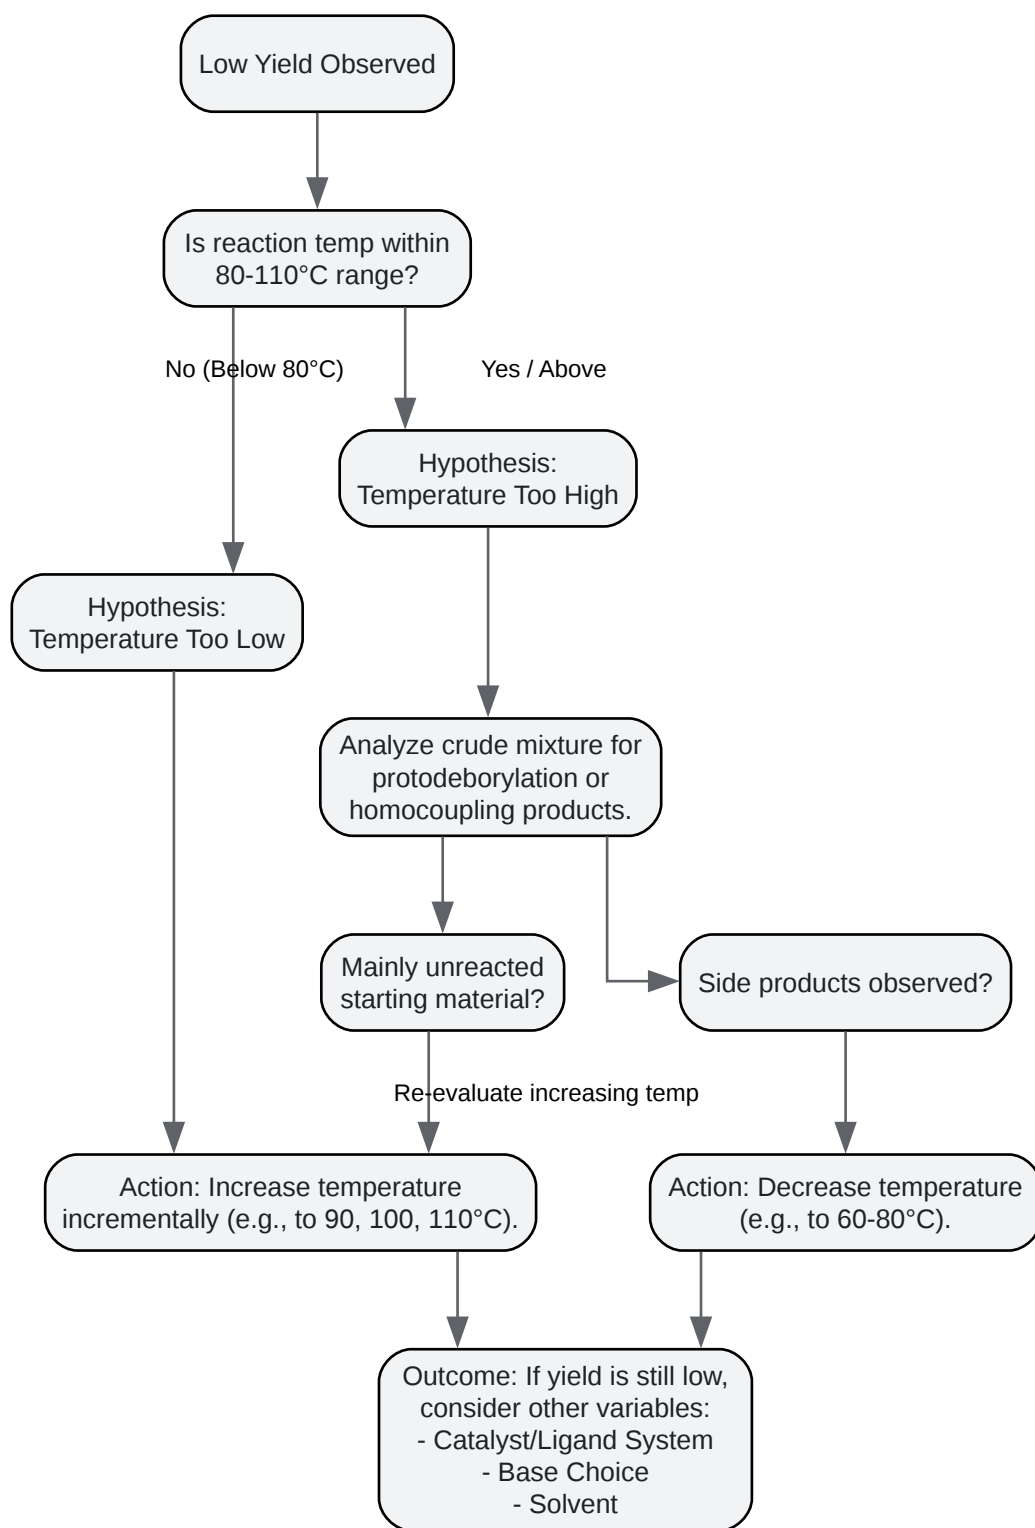 Low Yield Observed
Is reaction temp within
80-110°C range?
No (Below 80°C)
Yes / Above
Hypothesis:
Temperature Too High
Hypothesis:
Temperature Too Low
Analyze crude mixture for
protodeborylation or
homocoupling products.
Mainly unreacted
starting material?
Side products observed?
Re-evaluate increasing temp
Action: Increase temperature
incrementally (e.g., to 90, 100, 110°C).
Action: Decrease temperature
(e.g., to 60-80°C).
Outcome: If yield is still low,
consider other variables:
- Catalyst/Ligand System
- Base Choice
- Solvent